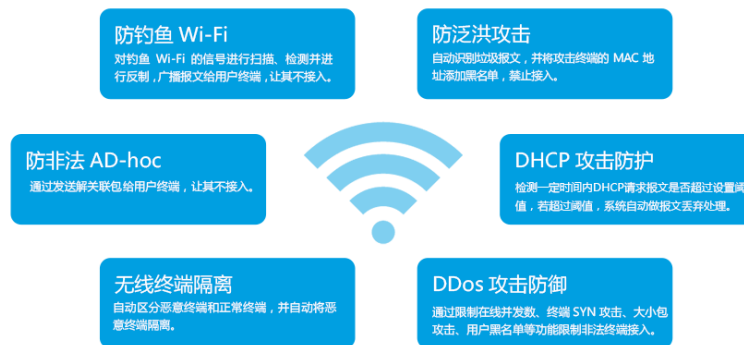 防钓鱼 Wi-Fi
对钓鱼 Wi-Fi 的信号进行扫描、检测并进
行反制，广播报文给用户终端，让其不接入。
防泛洪攻击
自动识别垃圾报文，并将攻击终端的 MAC 地
址添加黑名单，禁止接入。
防非法 AD-hoc
通过发送解关联包给用户终端，让其不接入。
DHCP 攻击防护
检测一定时间内DHCP请求报文是否超过设置阈
值，若超过阈值，系统自动做报文丢弃处理。
无线终端隔离
自动区分恶意终端和正常终端，并自动将恶
意终端隔离。
DDos 攻击防御
通过限制在线并发数、终端 SYN 攻击、大小包
攻击、用户黑名单等功能限制非法终端接入。